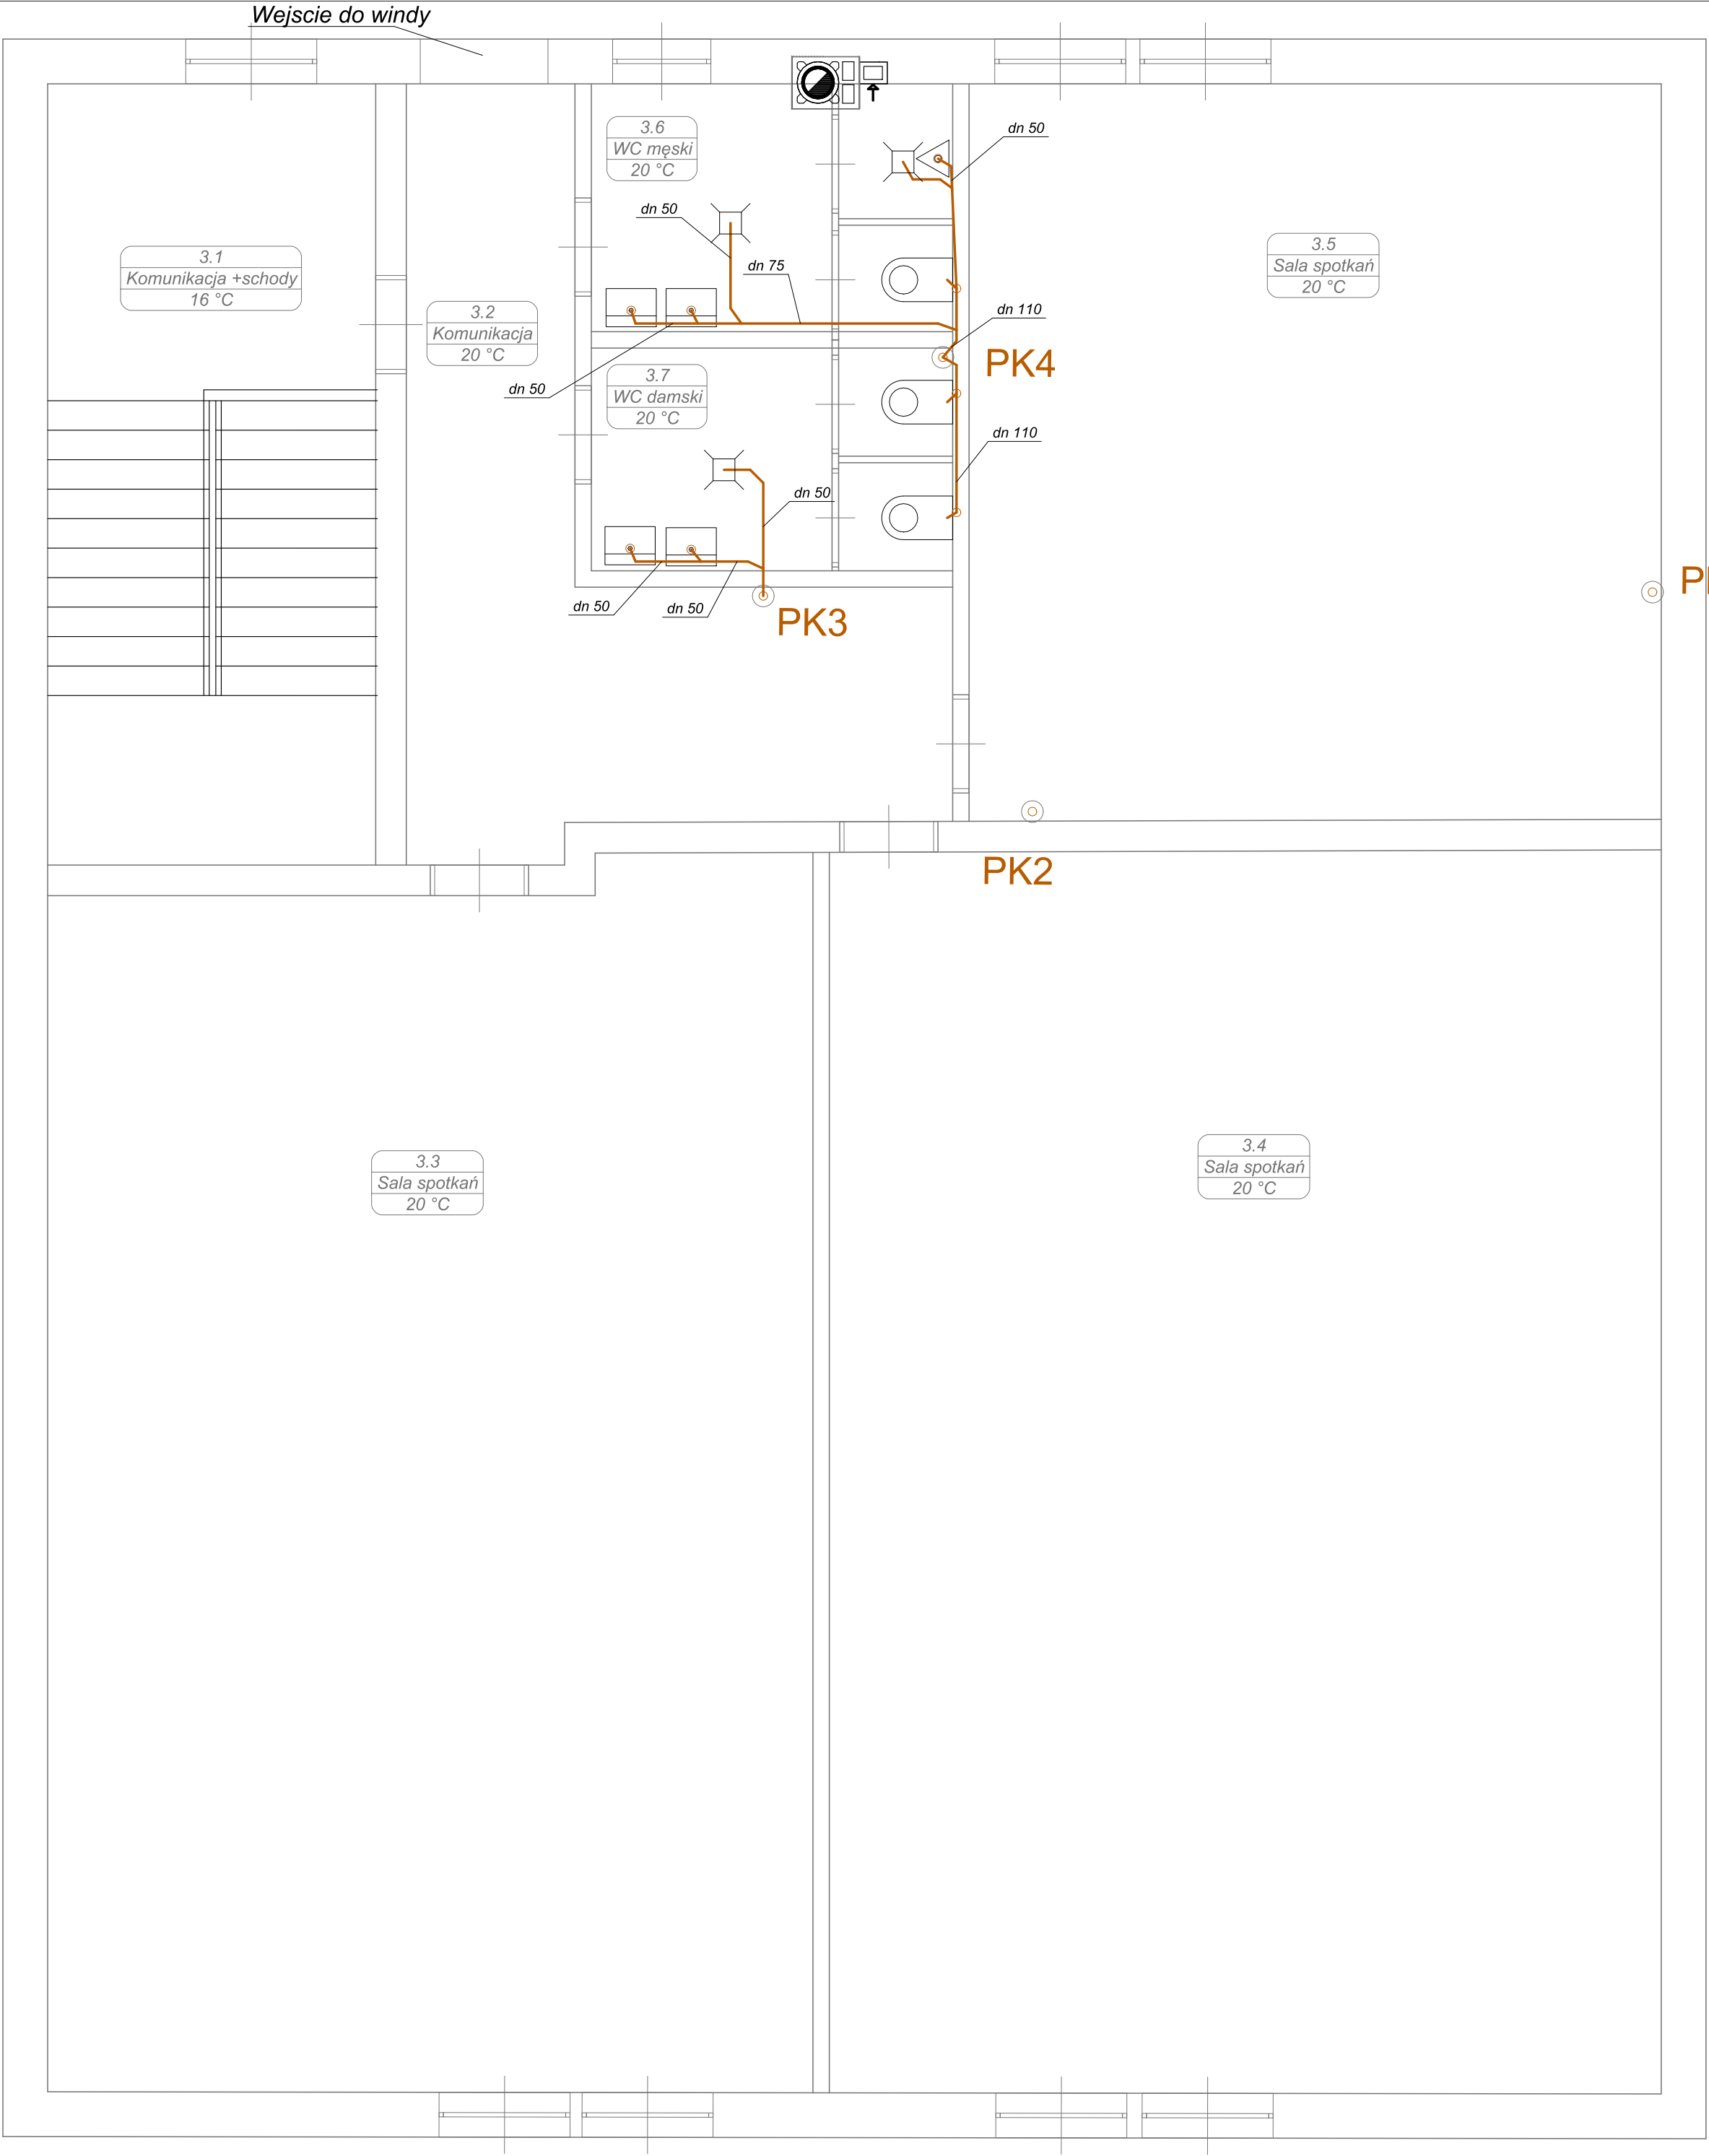 Wejscie do windy
3.6
WC męski
20 °C
dn 50
dn 50
3.1
Komunikacja +schody
16 °C
dn 75
3.5
Sala spotkań
20 °C
3.2
Komunikacja
20 °C
dn 110
PK4
dn 50
3.7
WC damski
20 °C
dn 110
dn 50
dn 50
dn 50
PK3
PK2
3.3
Sala spotkań
20 °C
3.4
Sala spotkań
20 °C